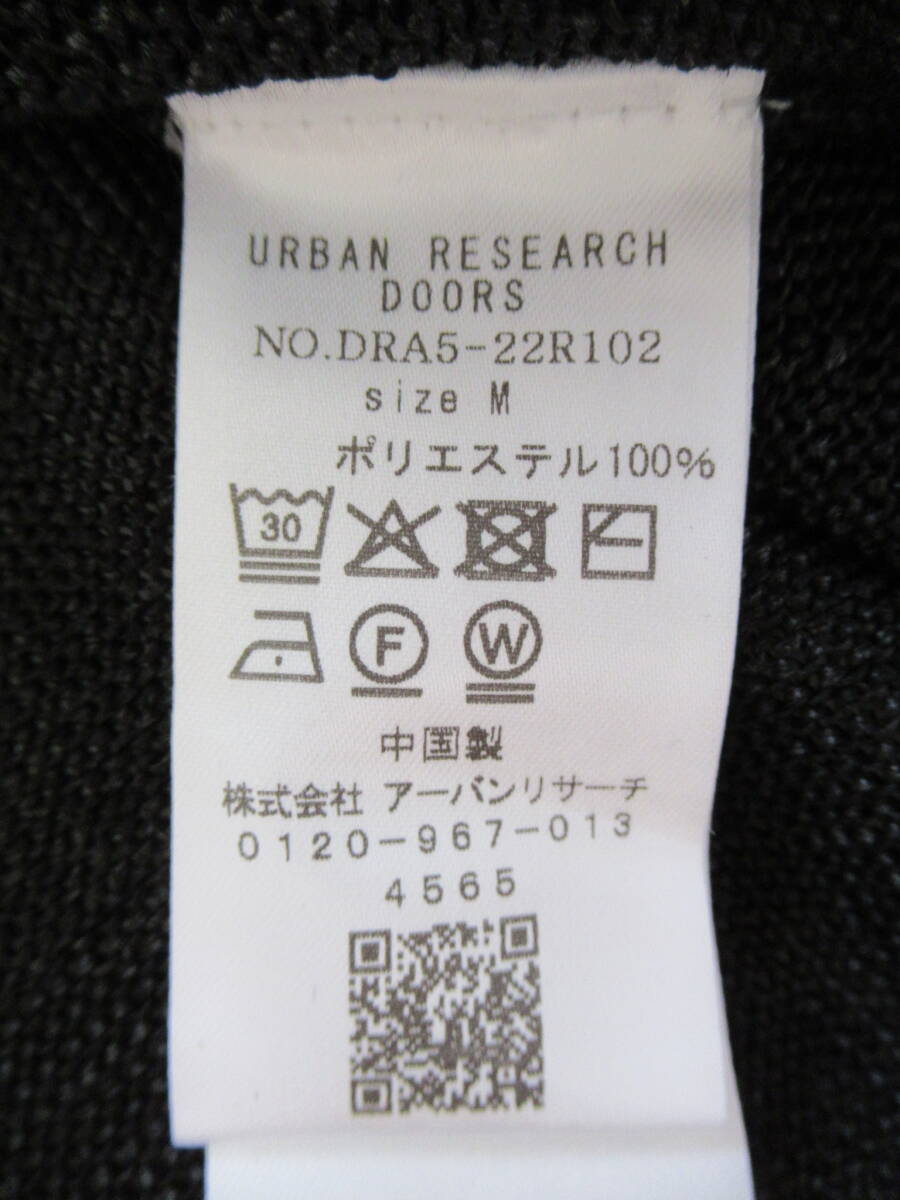 URBAN RESEARCH
DOORS
NO.DRA5-22R102
size M
ポリエステル100%
30
F W
中国製
株式会社 アーバンリサーチ
0120-967-013
4565